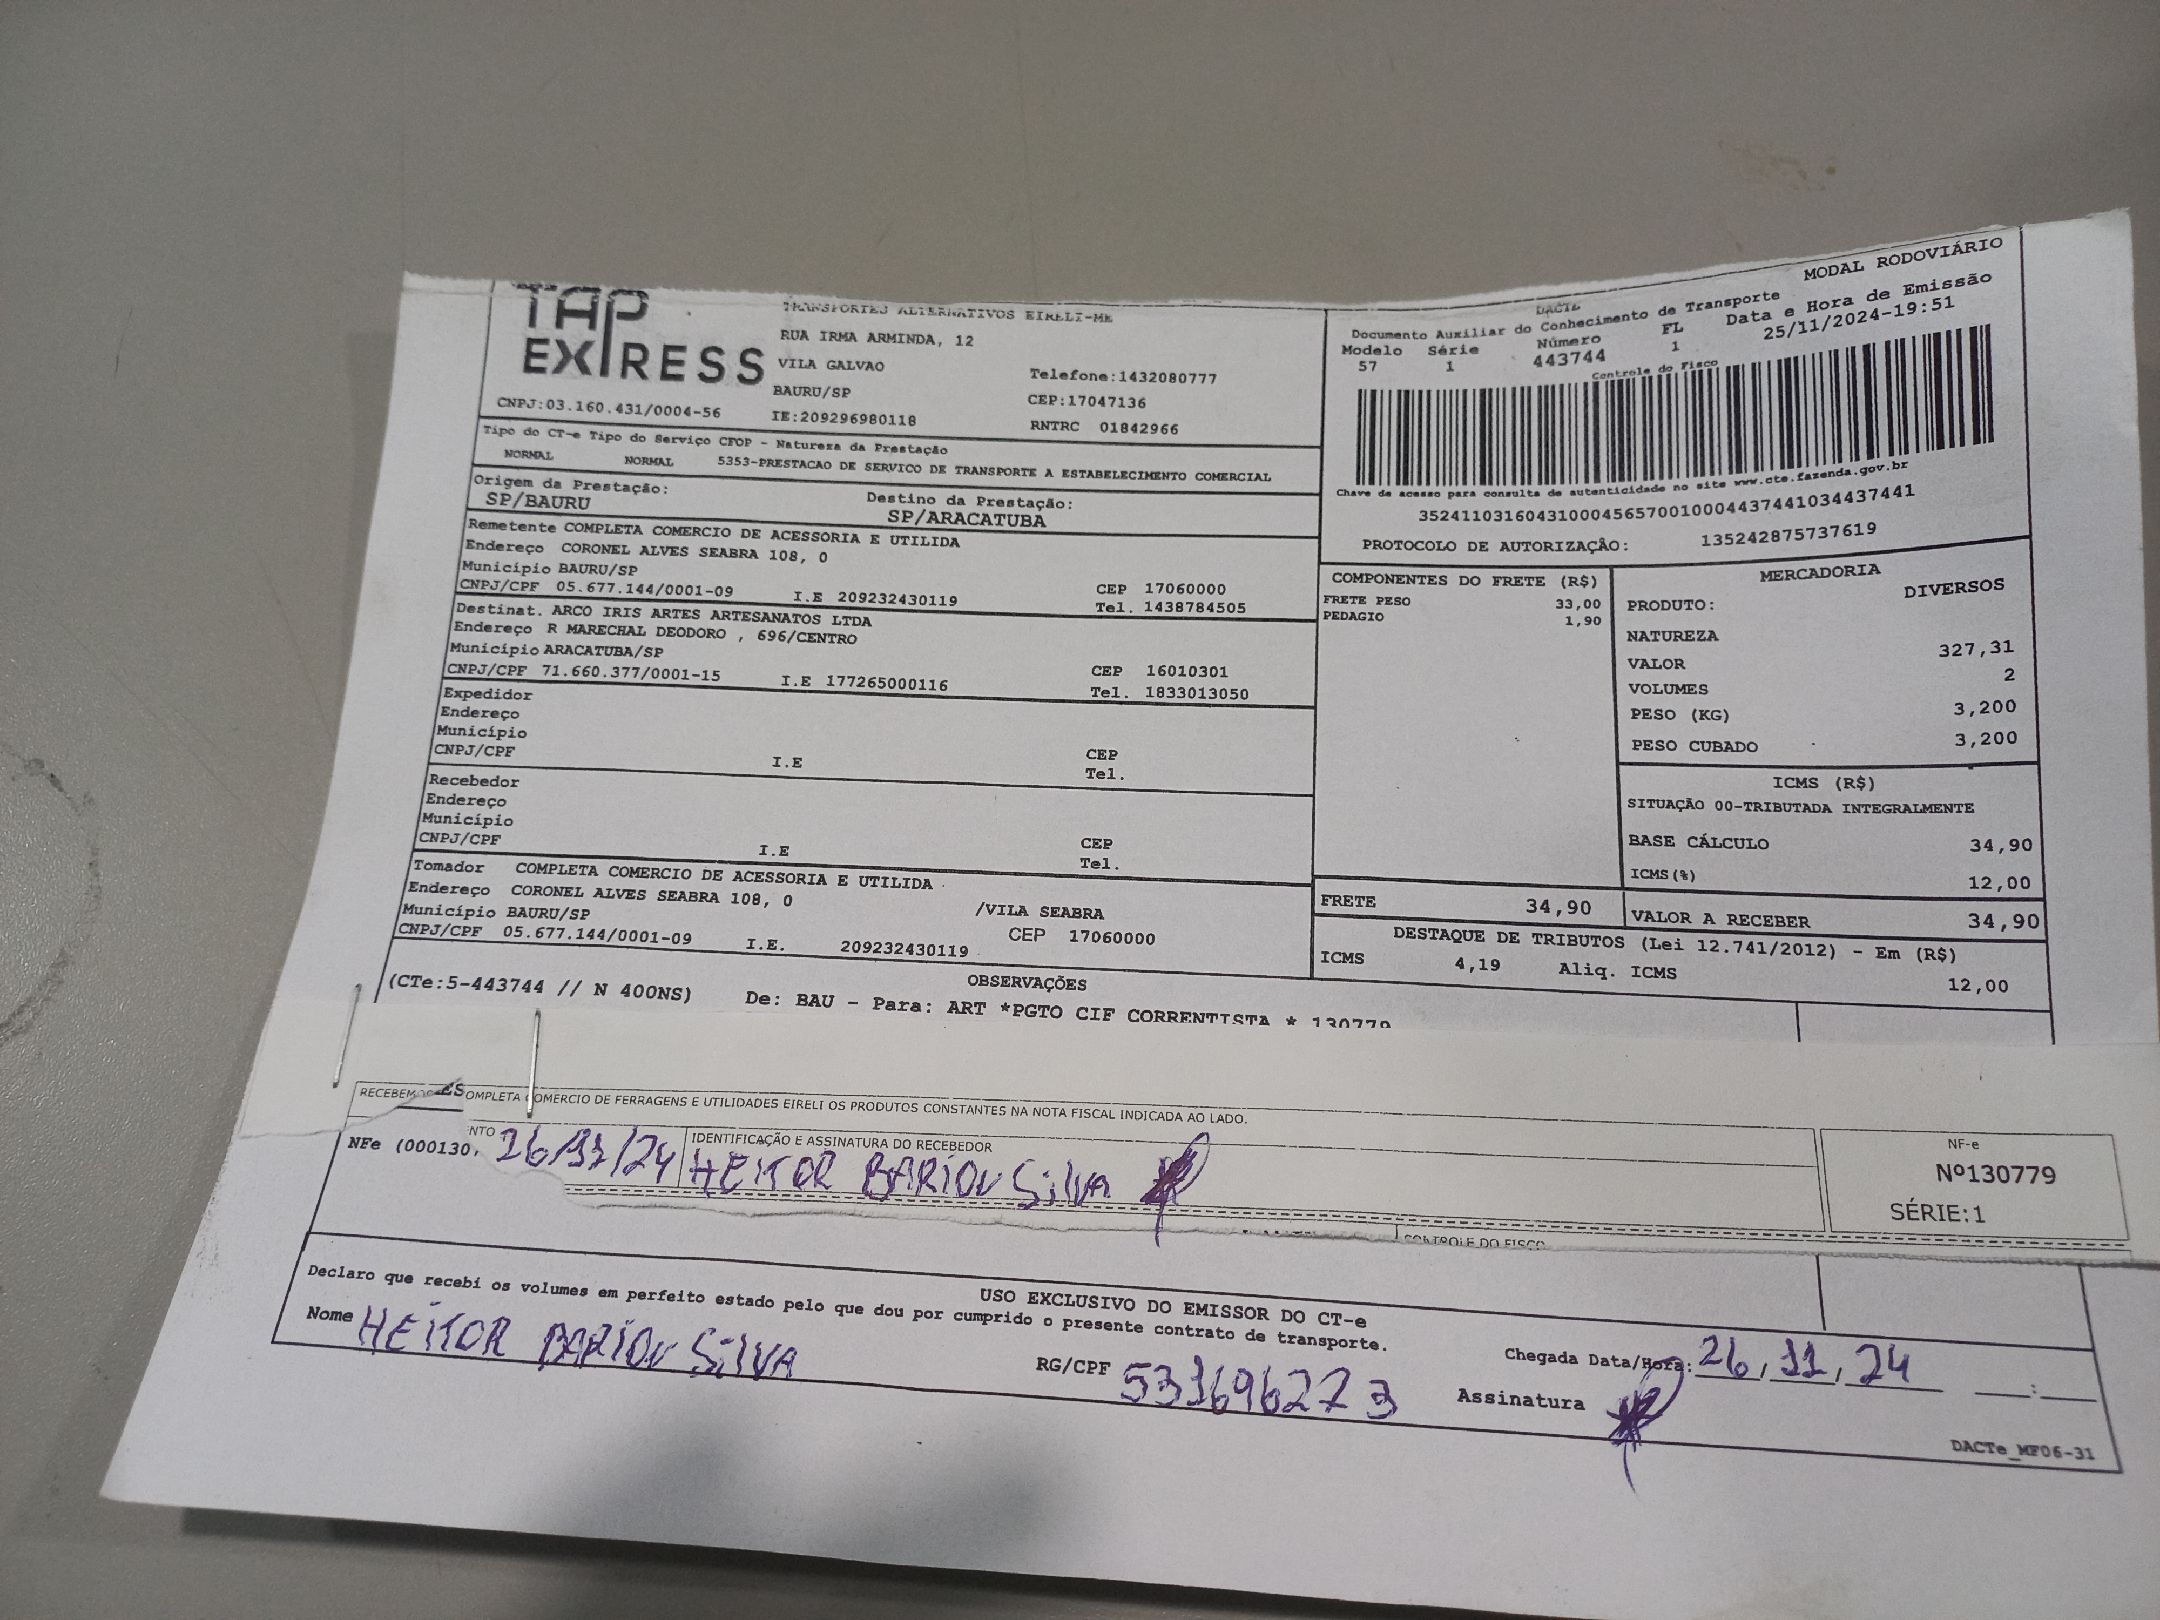 TAP
EXPRESS
TRANSPORTES ALTERNATIVOS EIRELI-ME
RUA IRMA ARMINDA, 12
VILA GALVAO
Telefone:1432080777
BAURU/SP
CEP:17047136
CNPJ:03.160.431/0004-56
IE:209296980118
RNTRC 01842966
DACTE
MODAL RODOVIÁRIO
Documento Auxiliar do Conhecimento de Transporte
Modelo Série Número FL Data e Hora de Emissão
57 1 443744 1 25/11/2024-19:51
Controle do Fisco
Chave de acesso para consulta de autenticidade no site www.cte.fazenda.gov.br
35241103160431000456570010004437441034437441
PROTOCOLO DE AUTORIZAÇÃO: 135242875737619
Tipo do CT-e Tipo do Serviço CFOP - Natureza da Prestação
NORMAL NORMAL 5353-PRESTACAO DE SERVICO DE TRANSPORTE A ESTABELECIMENTO COMERCIAL
Origem da Prestação: Destino da Prestação:
SP/BAURU SP/ARACATUBA
Remetente COMPLETA COMERCIO DE ACESSORIA E UTILIDA
Endereço CORONEL ALVES SEABRA 108, 0
Município BAURU/SP CEP 17060000
CNPJ/CPF 05.677.144/0001-09 I.E 209232430119 Tel. 1438784505
Destinat. ARCO IRIS ARTES ARTESANATOS LTDA
Endereço R MARECHAL DEODORO , 696/CENTRO
Município ARACATUBA/SP CEP 16010301
CNPJ/CPF 71.660.377/0001-15 I.E 177265000116 Tel. 1833013050
Expedidor
Endereço
Município CEP
CNPJ/CPF I.E Tel.
Recebedor
Endereço
Município CEP
CNPJ/CPF I.E Tel.
Tomador COMPLETA COMERCIO DE ACESSORIA E UTILIDA
Endereço CORONEL ALVES SEABRA 108, 0 /VILA SEABRA
Município BAURU/SP CEP 17060000
CNPJ/CPF 05.677.144/0001-09 I.E. 209232430119
COMPONENTES DO FRETE (R$)
FRETE PESO 33,00
PEDAGIO 1,90
MERCADORIA
PRODUTO: DIVERSOS
NATUREZA
VALOR 327,31
VOLUMES 2
PESO (KG) 3,200
PESO CUBADO 3,200
ICMS (R$)
SITUAÇÃO 00-TRIBUTADA INTEGRALMENTE
BASE CÁLCULO 34,90
ICMS(%) 12,00
FRETE 34,90
VALOR A RECEBER 34,90
DESTAQUE DE TRIBUTOS (Lei 12.741/2012) - Em (R$)
ICMS 4,19 Aliq. ICMS 12,00
OBSERVAÇÕES
(CTe:5-443744 // N 400NS) De: BAU - Para: ART *PGTO CIF CORRENTISTA * 130779
OMPLETA COMERCIO DE FERRAGENS E UTILIDADES EIRELI OS PRODUTOS CONSTANTES NA NOTA FISCAL INDICADA AO LADO.
NTO IDENTIFICAÇÃO E ASSINATURA DO RECEBEDOR
NFe (000130, 26/11/24 HEITOR BARIOV SILVA
NF-e
Nº130779
SÉRIE:1
CONTROLE DO FISCO
USO EXCLUSIVO DO EMISSOR DO CT-e
Declaro que recebi os volumes em perfeito estado pelo que dou por cumprido o presente contrato de transporte.
Nome HEITOR BARIOV SILVA
RG/CPF 531696273
Chegada Data/Hora: 26, 11, 24 :
Assinatura
DACTe_MF06-31